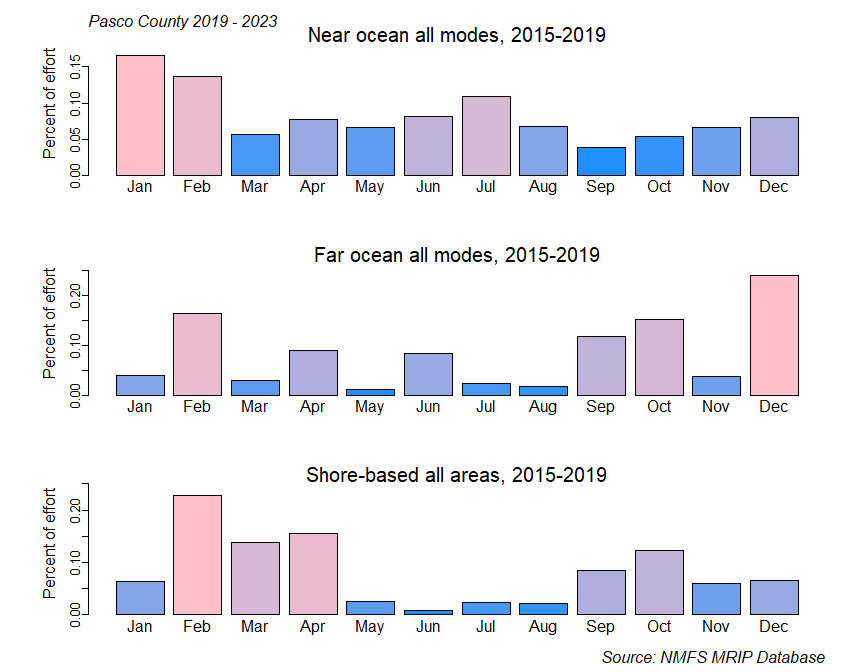 Pasco County 2019 - 2023
Near ocean all modes, 2015-2019
Percent of effort
0.15
0.10
0.05
0.00
Jan Feb Mar Apr May Jun Jul Aug Sep Oct Nov Dec
Far ocean all modes, 2015-2019
Percent of effort
0.20
0.10
0.00
Jan Feb Mar Apr May Jun Jul Aug Sep Oct Nov Dec
Shore-based all areas, 2015-2019
Percent of effort
0.20
0.10
0.00
Jan Feb Mar Apr May Jun Jul Aug Sep Oct Nov Dec
Source: NMFS MRIP Database